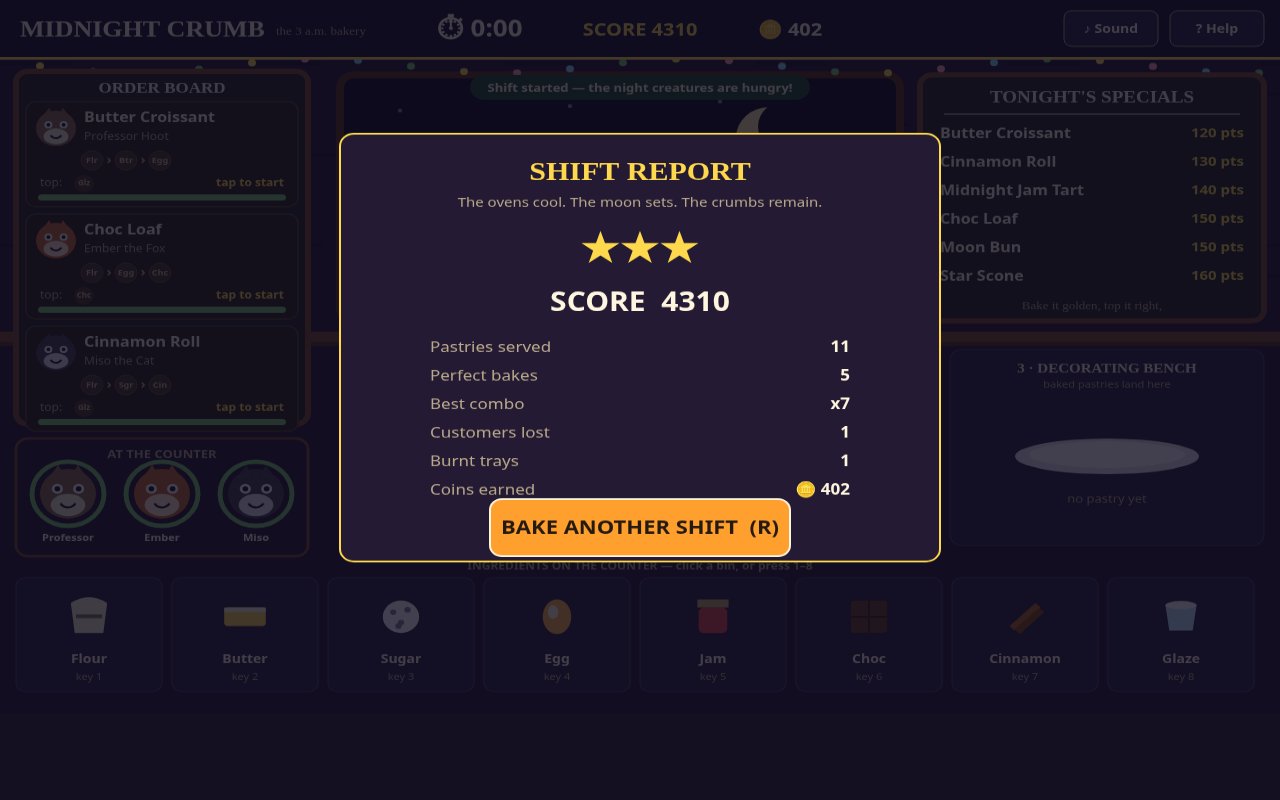 MIDNIGHT CRUMB the 3 a.m. bakery
0:00
SCORE 4310
402
♪ Sound
? Help
ORDER BOARD
Butter Croissant
Professor Hoot
Flr › Btr › Egg
top: Glz tap to start
Choc Loaf
Ember the Fox
Flr › Egg › Chc
top: Chc tap to start
Cinnamon Roll
Miso the Cat
Flr › Sgr › Cin
top: Glz tap to start
AT THE COUNTER
Professor Ember Miso
Shift started — the night creatures are hungry!
SHIFT REPORT
The ovens cool. The moon sets. The crumbs remain.
★★★
SCORE 4310
Pastries served 11
Perfect bakes 5
Best combo x7
Customers lost 1
Burnt trays 1
Coins earned 402
BAKE ANOTHER SHIFT (R)
TONIGHT'S SPECIALS
Butter Croissant 120 pts
Cinnamon Roll 130 pts
Midnight Jam Tart 140 pts
Choc Loaf 150 pts
Moon Bun 150 pts
Star Scone 160 pts
Bake it golden, top it right,
3 · DECORATING BENCH
baked pastries land here
no pastry yet
INGREDIENTS ON THE COUNTER — click a bin, or press 1–8
Flour Butter Sugar Egg Jam Choc Cinnamon Glaze
key 1 key 2 key 3 key 4 key 5 key 6 key 7 key 8